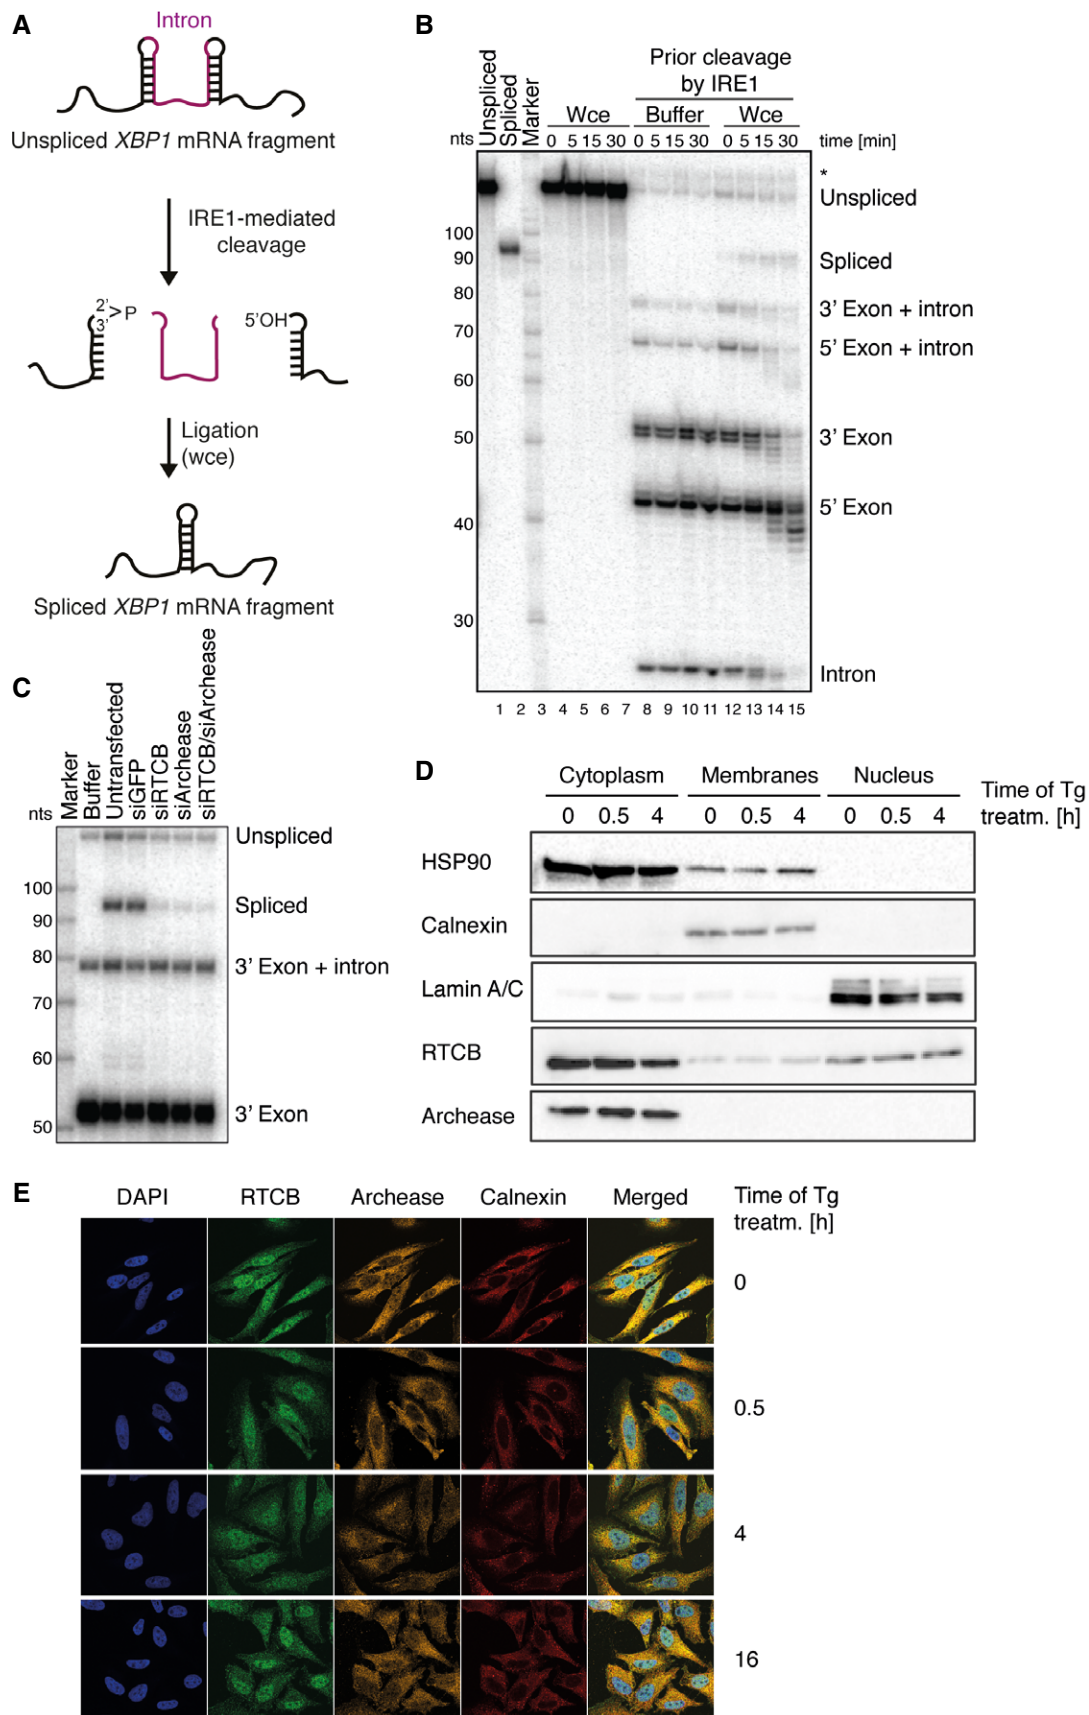 A
Intron
Unspliced XBP1 mRNA fragment
IRE1-mediated
cleavage
2'
3' >P
5'OH
Ligation
(wce)
Spliced XBP1 mRNA fragment
B
Unspliced
Spliced
Marker
Prior cleavage
by IRE1
Wce
Buffer
Wce
nts
0 5 15 30 0 5 15 30 0 5 15 30
time [min]
*
Unspliced
100
90
Spliced
80
3' Exon + intron
70
5' Exon + intron
60
50
3' Exon
5' Exon
40
30
Intron
1 2 3 4 5 6 7 8 9 10 11 12 13 14 15
C
Marker
Buffer
Untransfected
siGFP
siRTCB
siArchease
siRTCB/siArchease
nts
Unspliced
100
Spliced
90
80
3' Exon + intron
70
60
3' Exon
50
D
Cytoplasm Membranes Nucleus
Time of Tg
treatm. [h]
0 0.5 4 0 0.5 4 0 0.5 4
HSP90
Calnexin
Lamin A/C
RTCB
Archease
E
DAPI RTCB Archease Calnexin Merged
Time of Tg
treatm. [h]
0
0.5
4
16